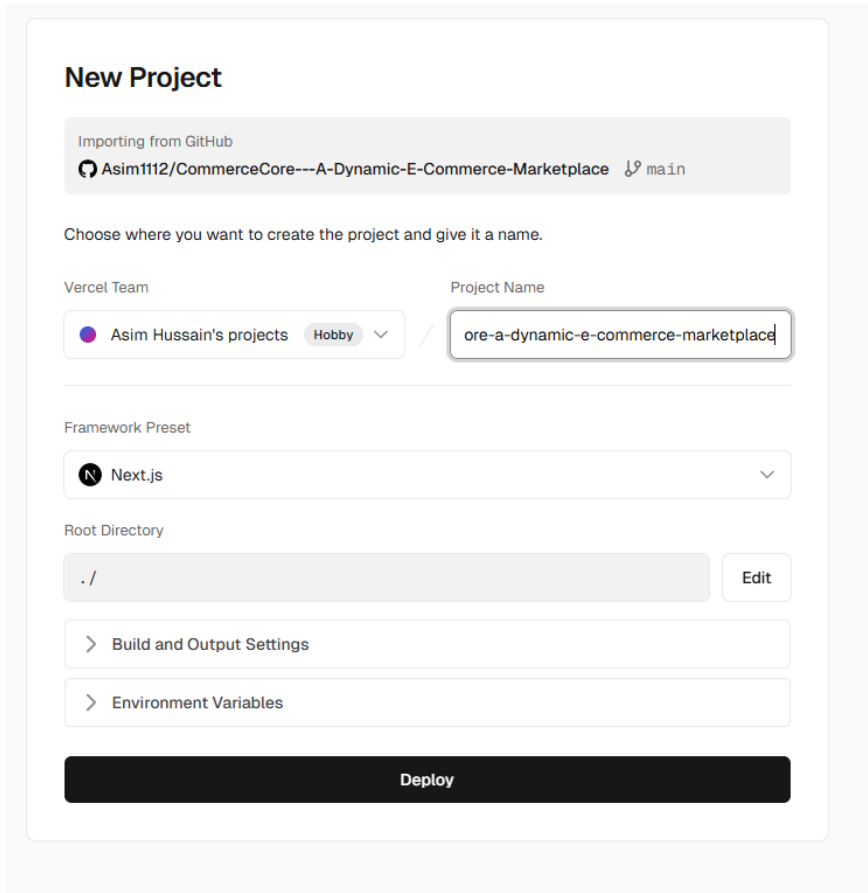 New Project
Importing from GitHub
Asim1112/CommerceCore---A-Dynamic-E-Commerce-Marketplace main
Choose where you want to create the project and give it a name.
Vercel Team
Project Name
Asim Hussain's projects Hobby
/
ore-a-dynamic-e-commerce-marketplace
Framework Preset
N Next.js
Root Directory
./
Edit
Build and Output Settings
Environment Variables
Deploy